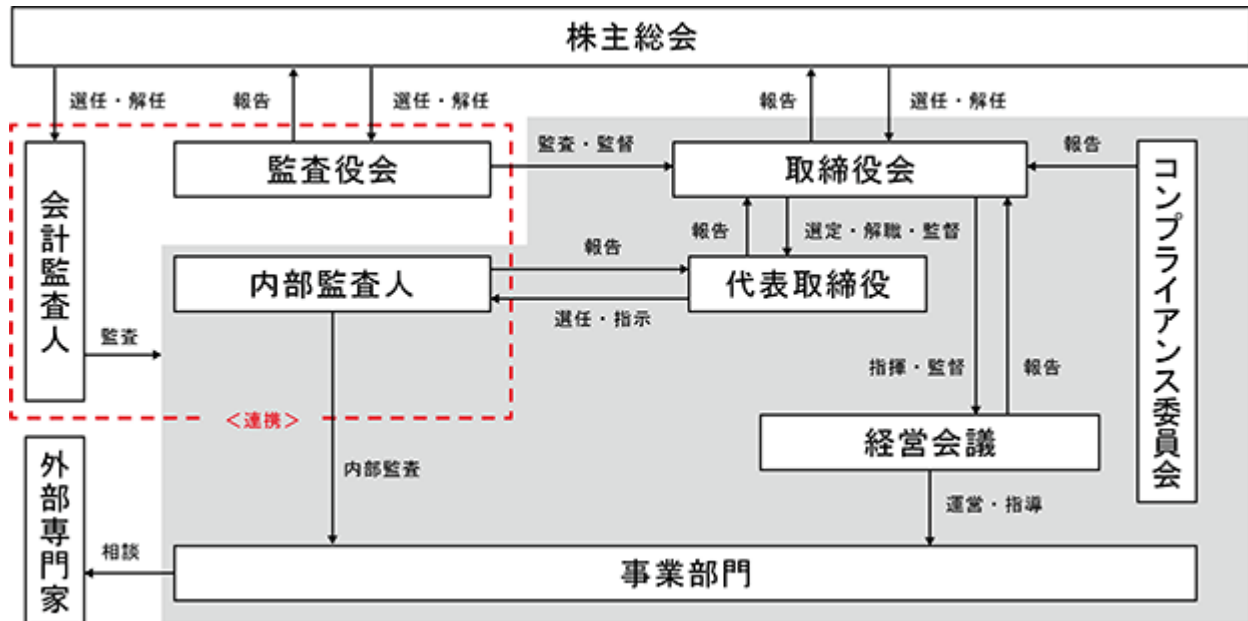 株主総会
選任・解任
報告
選任・解任
報告
選任・解任
会計監査人
監査役会
監査・監督
取締役会
報告
コンプライアンス委員会
報告
選定・解職・監督
内部監査人
報告
代表取締役
選任・指示
監査
指揮・監督
報告
<連携>
経営会議
外部専門家
内部監査
運営・指導
相談
事業部門